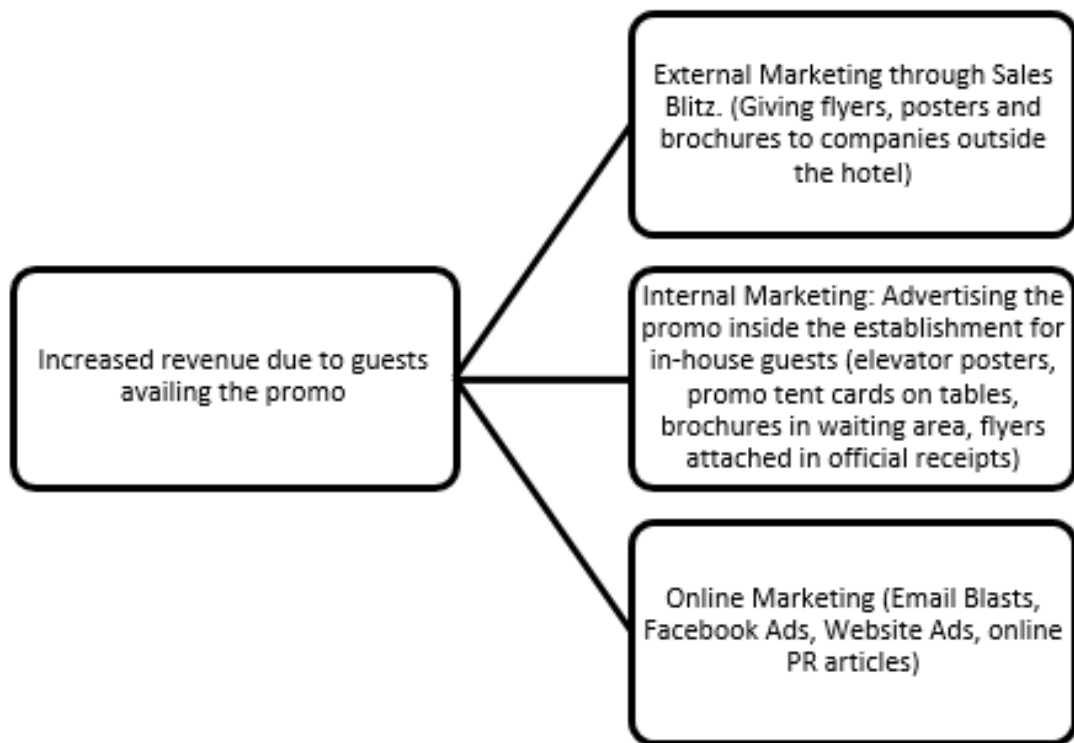 External Marketing through Sales
Blitz. (Giving flyers, posters and
brochures to companies outside
the hotel)
Increased revenue due to guests
availing the promo
Internal Marketing: Advertising the
promo inside the establishment for
in-house guests (elevator posters,
promo tent cards on tables,
brochures in waiting area, flyers
attached in official receipts)
Online Marketing (Email Blasts,
Facebook Ads, Website Ads, online
PR articles)